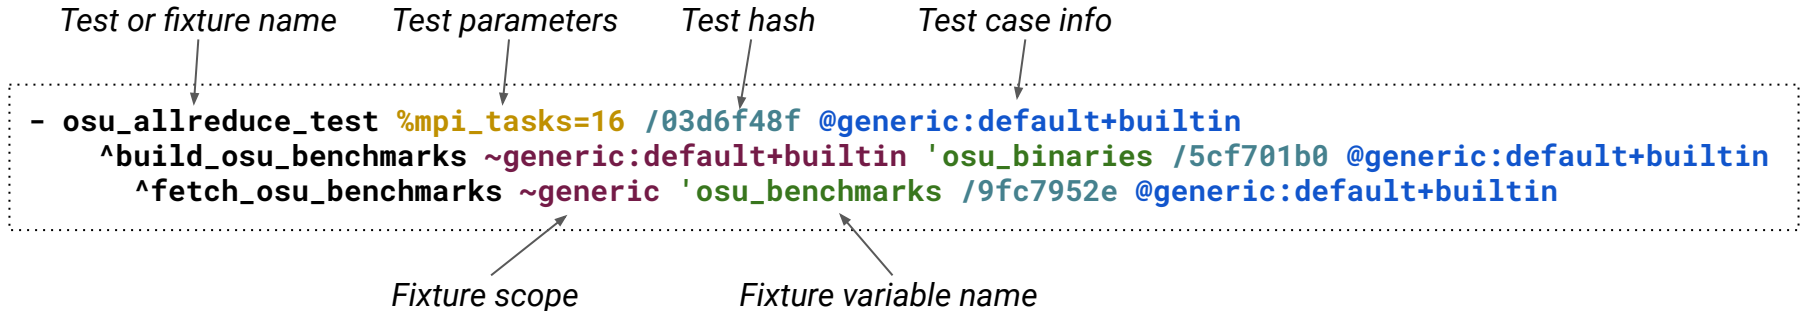 Test or fixture name Test parameters Test hash Test case info
- osu_allreduce_test %mpi_tasks=16 /03d6f48f @generic:default+builtin
^build_osu_benchmarks ~generic:default+builtin 'osu_binaries /5cf701b0 @generic:default+builtin
^fetch_osu_benchmarks ~generic 'osu_benchmarks /9fc7952e @generic:default+builtin
Fixture scope Fixture variable name